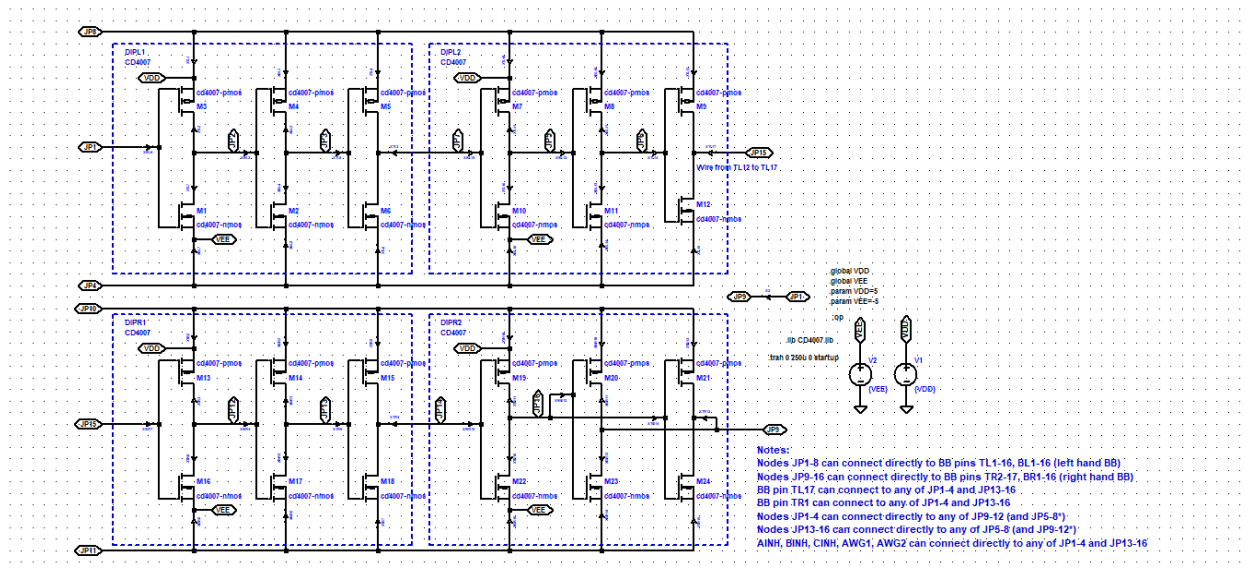 JP8
DIPL1
CD4007
VDD
cd4007-pmos
M3
cd4007-pmos
M4
cd4007-pmos
M5
JP1
JP2
JP3
M1
cd4007-nmos
M2
cd4007-nmos
M6
cd4007-nmos
VEE
DIPL2
CD4007
VDD
cd4007-pmos
M7
cd4007-pmos
M8
cd4007-pmos
M9
JP7
JP5
JP6
JP15
Wire from TL12 to TL17
M10
cd4007-nmos
M11
cd4007-nmos
M12
cd4007-nmos
VEE
JP4
JP10
DIPR1
CD4007
VDD
cd4007-pmos
M13
cd4007-pmos
M14
cd4007-pmos
M15
JP15
JP12
JP13
M16
cd4007-nmos
M17
cd4007-nmos
M18
cd4007-nmos
VEE
DIPR2
CD4007
VDD
cd4007-pmos
M19
cd4007-pmos
M20
cd4007-pmos
M21
JP14
JP16
JP9
M22
cd4007-nmos
M23
cd4007-nmos
M24
cd4007-nmos
VEE
JP11
JP9
JP1
.global VDD
.global VEE
.param VDD=5
.param VEE=-5
;op
.lib CD4007.lib
.tran 0 250U 0 startup
VEE
VDD
V2
{VEE}
V1
{VDD}
Notes:
Nodes JP1-8 can connect directly to BB pins TL1-16, BL1-16 (left hand BB)
Nodes JP9-16 can connect directly to BB pins TR2-17, BR1-16 (right hand BB)
BB pin TL17 can connect to any of JP1-4 and JP13-16
BB pin TR1 can connect to any of JP1-4 and JP13-16
Nodes JP1-4 can connect directly to any of JP9-12 (and JP5-8*)
Nodes JP13-16 can connect directly to any of JP5-8 (and JP9-12*)
AINH, BINH, CINH, AWG1, AWG2 can connect directly to any of JP1-4 and JP13-16